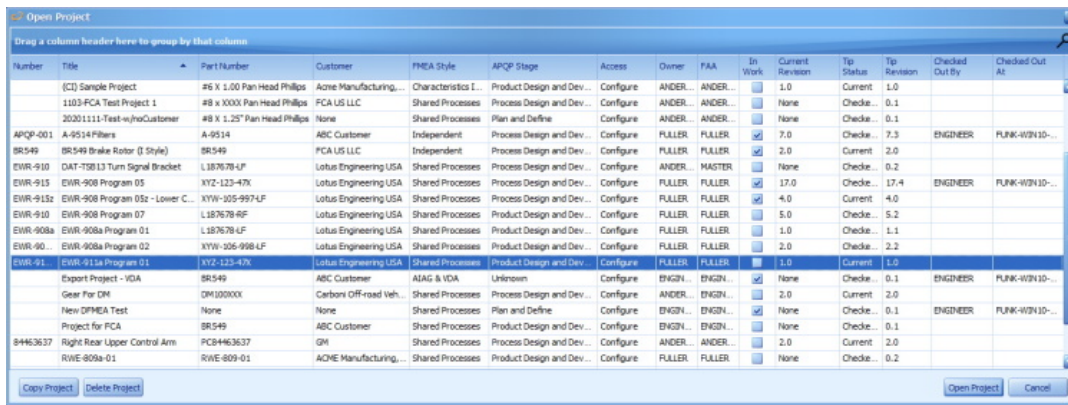 Open Project
Drag a column header here to group by that column
Number Title Part Number Customer FMEA Style APQP Stage Access Owner FAA In Work Current Revision Tip Status Tip Revision Checked Out By Checked Out At
(CI) Sample Project #6 X 1.00 Pan Head Phillips Acme Manufacturing,... Characteristics I... Product Design and Dev... Configure ANDER... ANDER... 1.0 Current 1.0
1103-FCA Test Project 1 #8 x XXXX Pan Head Phillips FCA US LLC Shared Processes Product Design and Dev... Configure ANDER... ANDER... None Checke... 0.1
20201111-Test-w/noCustomer #8 X 1.25" Pan Head Phillips None Shared Processes Plan and Define Configure ANDER... ANDER... None Checke... 0.1
APQP-001 A-9514 Filters A-9514 ABC Customer Independent Process Design and Dev... Configure FULLER FULLER 7.0 Checke... 7.3 ENGINEER FUNK-WIN10-...
BR549 BR549 Brake Rotor (I Style) BR549 FCA US LLC Independent Process Design and Dev... Configure FULLER FULLER 2.0 Current 2.0
EWR-910 DAT-TSB13 Turn Signal Bracket L187678-LF Lotus Engineering USA Shared Processes Process Design and Dev... Configure ANDER... MASTER None Checke... 0.2
EWR-915 EWR-908 Program 05 XYZ-123-47X Lotus Engineering USA Shared Processes Process Design and Dev... Configure FULLER FULLER 17.0 Checke... 17.4 ENGINEER FUNK-WIN10-...
EWR-915z EWR-908 Program 05z - Lower C... XYW-105-997-LF Lotus Engineering USA Shared Processes Process Design and Dev... Configure FULLER FULLER 4.0 Current 4.0
EWR-910 EWR-908 Program 07 L187678-RF Lotus Engineering USA Shared Processes Product Design and Dev... Configure FULLER FULLER 5.0 Checke... 5.2
EWR-908a EWR-908a Program 01 L187678-LF Lotus Engineering USA Shared Processes Product Design and Dev... Configure FULLER FULLER 1.0 Checke... 1.1
EWR-90... EWR-908a Program 02 XYW-106-998-LF Lotus Engineering USA Shared Processes Product Design and Dev... Configure FULLER FULLER 2.0 Checke... 2.2
EWR-91... EWR-911a Program 01 XYZ-123-47X Lotus Engineering USA Shared Processes Product Design and Dev... Configure FULLER FULLER 1.0 Current 1.0
Export Project - VDA BR549 ABC Customer AIAG & VDA Unknown Configure ENGIN... ENGIN... None Checke... 0.1 ENGINEER FUNK-WIN10-...
Gear For DM DM100XXX Carboni Off-road Veh... Shared Processes Process Design and Dev... Configure ANDER... ENGIN... 2.0 Current 2.0
New DFMEA Test None None Shared Processes Plan and Define Configure ENGIN... ENGIN... None Checke... 0.1 ENGINEER FUNK-WIN10-...
Project for FCA BR549 ABC Customer Shared Processes Product Design and Dev... Configure ENGIN... ENGIN... None Checke... 0.1
84463637 Right Rear Upper Control Arm PC84463637 GM Shared Processes Product Design and Dev... Configure ANDER... ANDER... 2.0 Current 2.0
RWE-809a-01 RWE-809-01 ACME Manufacturing,... Shared Processes Product Design and Dev... Configure FULLER FULLER None Checke... 0.2
Copy Project Delete Project Open Project Cancel